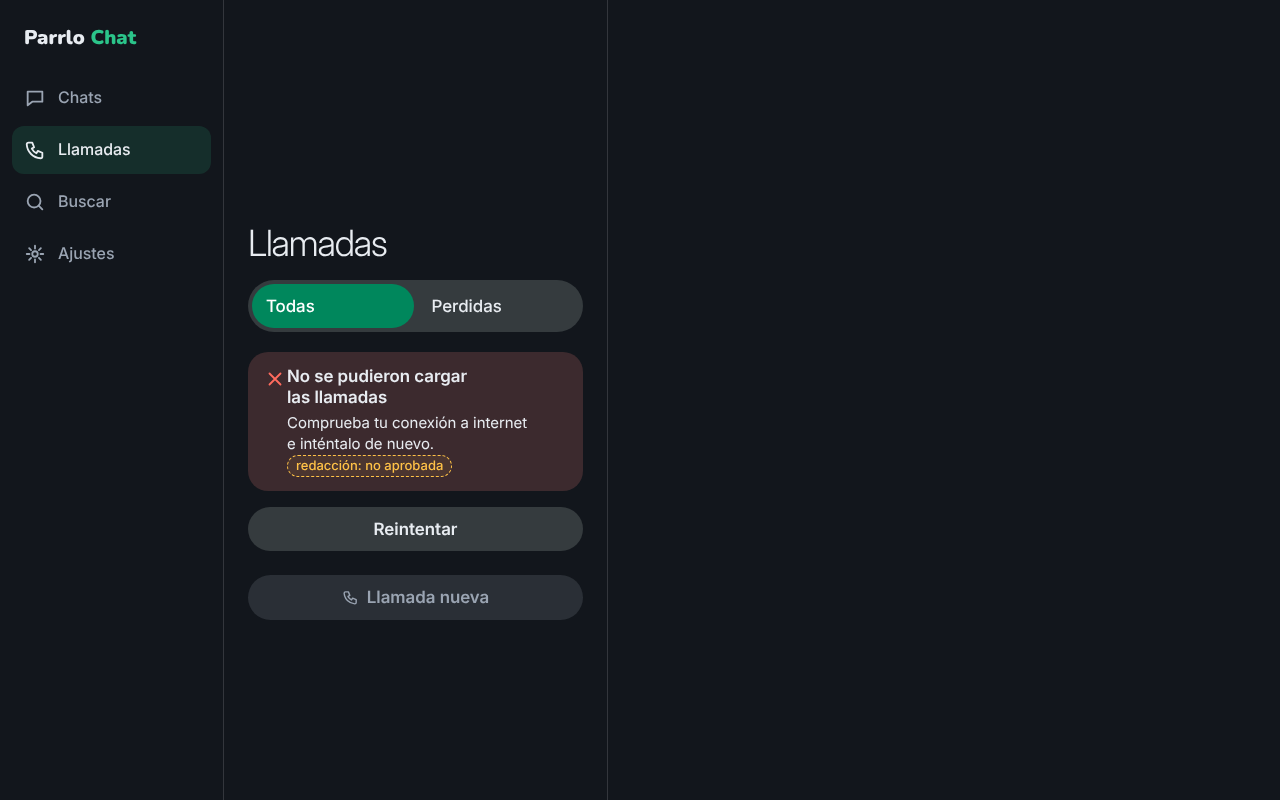 Parrlo Chat
Chats
Llamadas
Buscar
Ajustes
Llamadas
Todas
Perdidas
No se pudieron cargar
las llamadas
Comprueba tu conexión a internet
e inténtalo de nuevo.
redacción: no aprobada
Reintentar
Llamada nueva